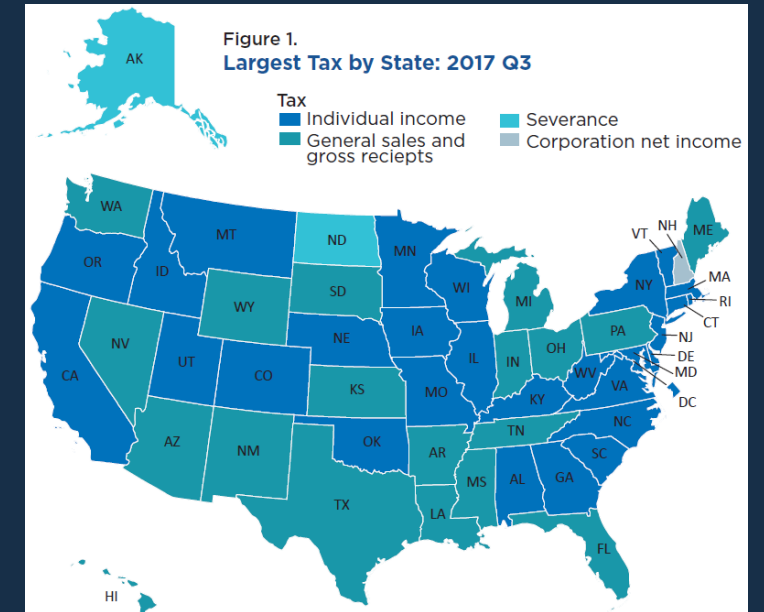 Figure 1.
Largest Tax by State: 2017 Q3
Tax
Individual income
General sales and
gross reciepts
Severance
Corporation net income
AK
WA
MT
ND
MN
VT
NH
ME
OR
ID
WY
SD
WI
MI
NY
MA
RI
CT
NV
UT
CO
NE
IA
IL
IN
OH
PA
NJ
DE
MD
DC
CA
KS
MO
KY
WV
VA
AZ
NM
OK
AR
TN
NC
SC
TX
LA
MS
AL
GA
FL
HI